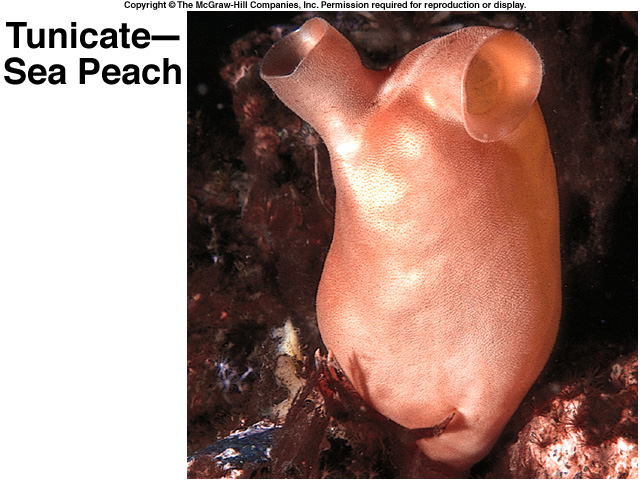 Copyright © The McGraw-Hill Companies, Inc. Permission required for reproduction or display.
Tunicate—
Sea Peach